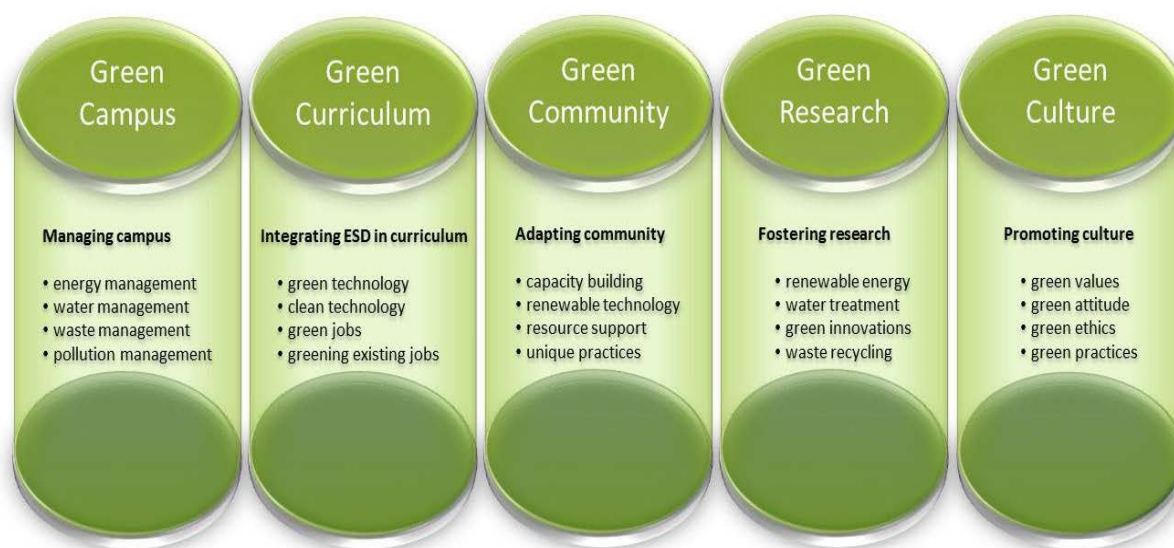 Green
Campus
Managing campus
• energy management
• water management
• waste management
• pollution management
Green
Curriculum
Integrating ESD in curriculum
• green technology
• clean technology
• green jobs
• greening existing jobs
Green
Community
Adapting community
• capacity building
• renewable technology
• resource support
• unique practices
Green
Research
Fostering research
• renewable energy
• water treatment
• green innovations
• waste recycling
Green
Culture
Promoting culture
• green values
• green attitude
• green ethics
• green practices